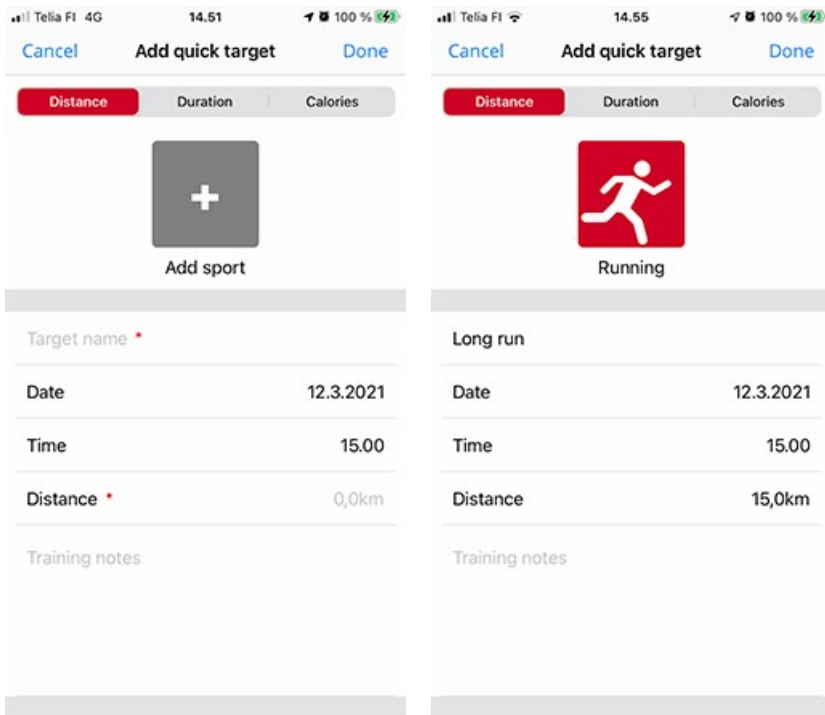 Telia FI 4G 14.51 100 %
Cancel Add quick target Done
Distance Duration Calories
+
Add sport
Target name *
Date 12.3.2021
Time 15.00
Distance * 0,0km
Training notes
Telia FI 14.55 100 %
Cancel Add quick target Done
Distance Duration Calories
Running
Long run
Date 12.3.2021
Time 15.00
Distance 15,0km
Training notes